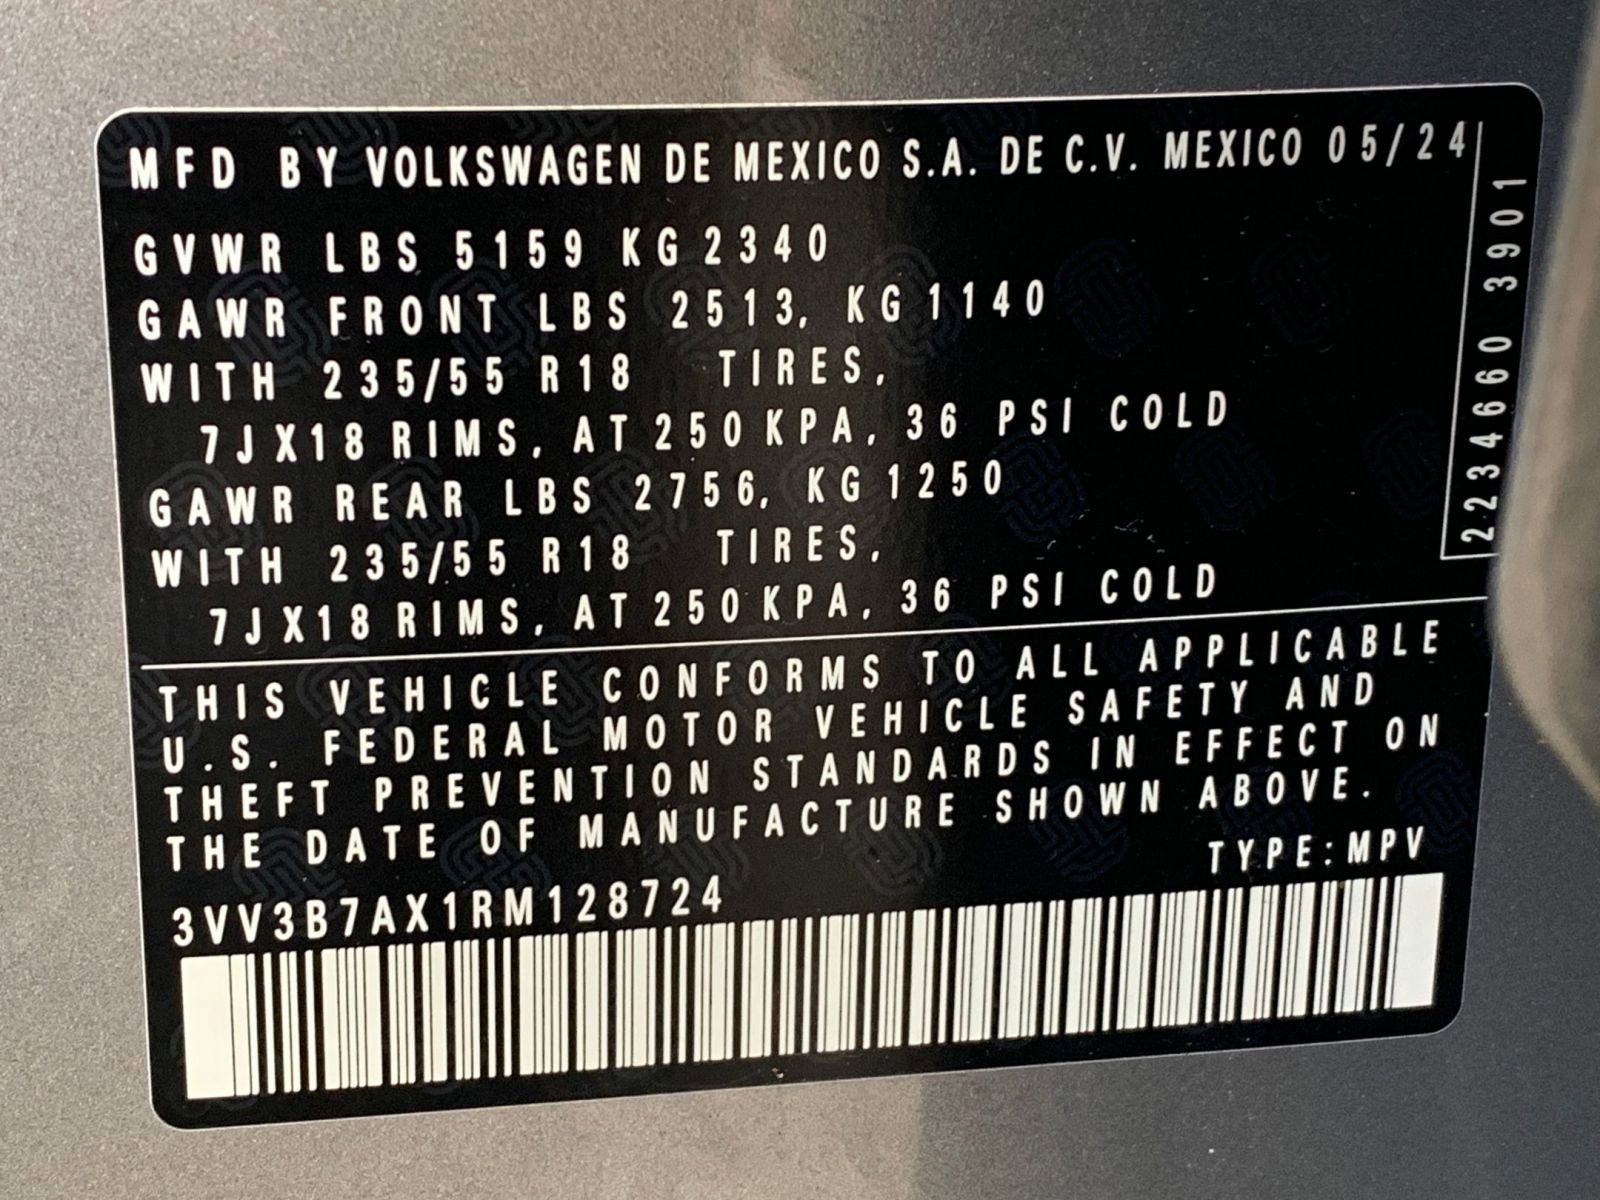 MFD BY VOLKSWAGEN DE MEXICO S.A. DE C.V. MEXICO 05/24
GVWR LBS 5159 KG 2340
GAWR FRONT LBS 2513, KG 1140
WITH 235/55 R18 TIRES,
7JX18 RIMS, AT 250 KPA, 36 PSI COLD
GAWR REAR LBS 2756, KG 1250
WITH 235/55 R18 TIRES,
7JX18 RIMS, AT 250 KPA, 36 PSI COLD
2234660 3901
THIS VEHICLE CONFORMS TO ALL APPLICABLE
U.S. FEDERAL MOTOR VEHICLE SAFETY AND
THEFT PREVENTION STANDARDS IN EFFECT ON
THE DATE OF MANUFACTURE SHOWN ABOVE.
TYPE:MPV
3VV3B7AX1RM128724